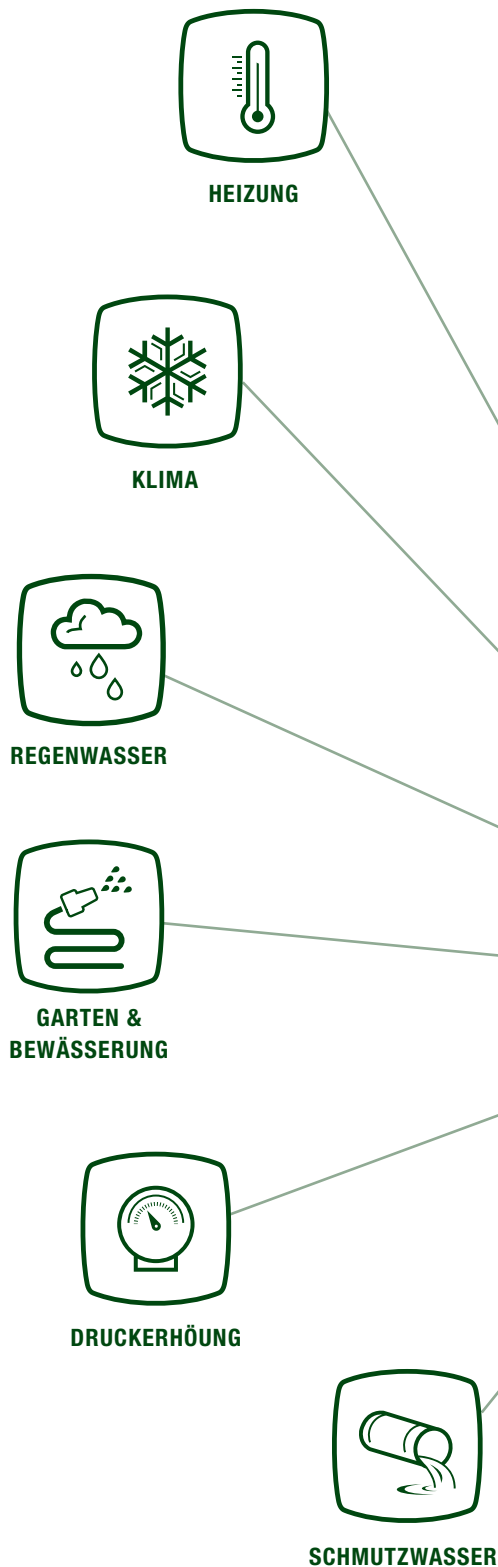 HEIZUNG
KLIMA
REGENWASSER
GARTEN &
BEWÄSSERUNG
DRUCKERHÖUNG
SCHMUTZWASSER